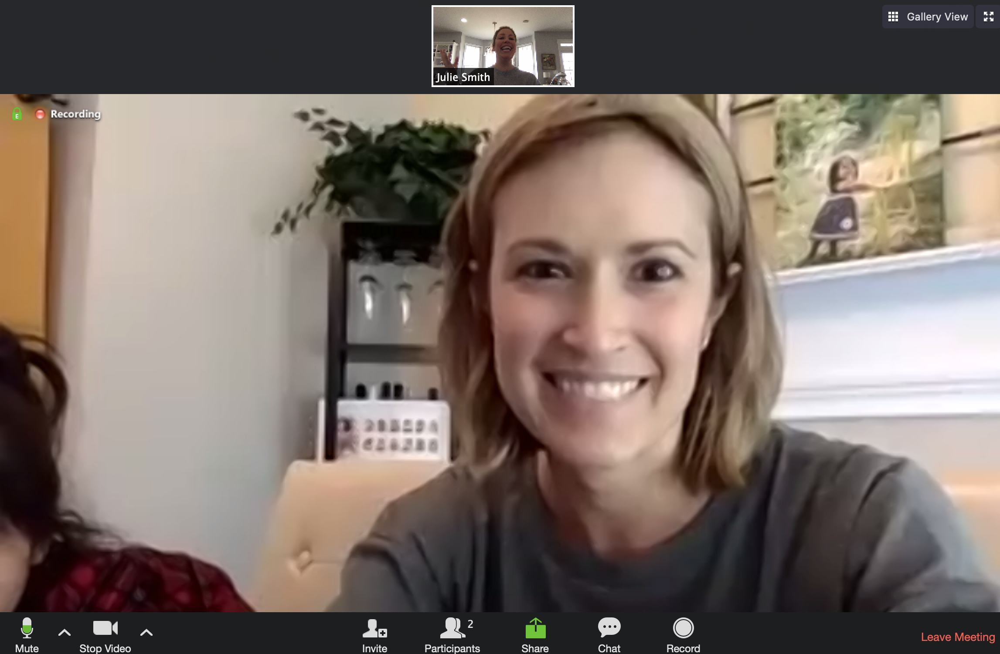 Gallery View
Julie Smith
E
Recording
Mute
Stop Video
Invite
Participants
2
Share
Chat
Record
Leave Meeting